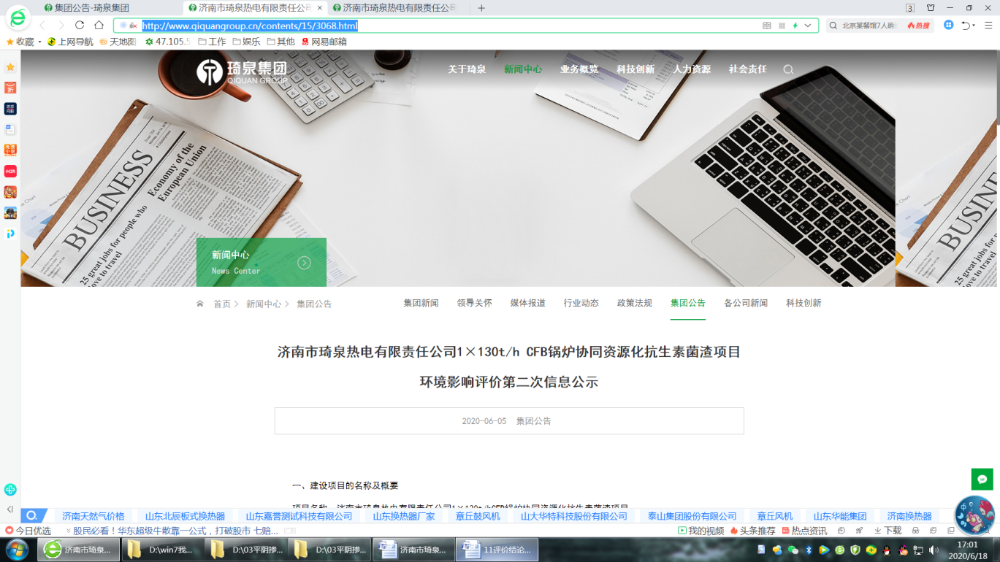 集团公告-琦泉集团
济南市琦泉热电有限责任公司
济南市琦泉热电有限责任公司
3
http://www.qiquangroup.cn/contents/15/3068.html
北京某餐馆7人确
热搜
收藏
上网导航
天地图
47.105.5
工作
娱乐
其他
网易邮箱
琦泉集团
QIQUAN GROUP
关于琦泉
新闻中心
业务概览
科技创新
人力资源
社会责任
BUSINESS
Economy of the
European Union
25 great jobs for people who
love to travel
BUSINESS
新闻中心
News Center
首页
新闻中心
集团公告
集团新闻
领导关怀
媒体报道
行业动态
政策法规
集团公告
各公司新闻
科技创新
济南市琦泉热电有限责任公司1×130t/h CFB锅炉协同资源化抗生素菌渣项目
环境影响评价第二次信息公示
2020-06-05 集团公告
一、建设项目的名称及概要
项目名称：济南市琦泉热电有限责任公司1×130t/hCFB锅炉协同资源化抗生素菌渣项目
济南天然气价格
山东北辰板式换热器
山东嘉誉测试科技有限公司
山东换热器厂家
章丘鼓风机
山大华特科技股份有限公司
泰山集团股份有限公司
章丘风机
山东华能集团
济南换热器
今日优选
股民必看！华东超级牛散靠一公式，打破股市 七赔...
我的视频
头条推荐
热点资讯
下载
济南市琦泉...
D:\win7我...
D:\03平阴掺...
D:\03平阴掺...
济南市琦泉...
11评价结论...
17:01
2020/6/18